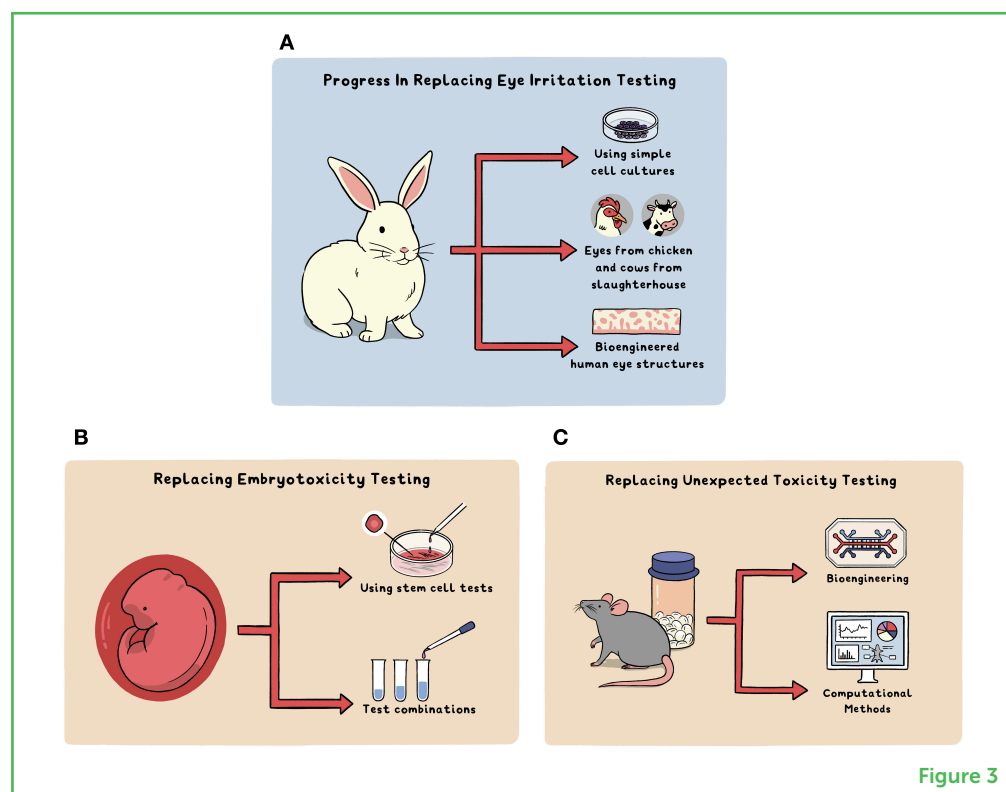 A
Progress In Replacing Eye Irritation Testing
Using simple
cell cultures
Eyes from chicken
and cows from
slaughterhouse
Bioengineered
human eye structures
B
Replacing Embryotoxicity Testing
Using stem cell tests
Test combinations
C
Replacing Unexpected Toxicity Testing
Bioengineering
Computational
Methods
Figure 3